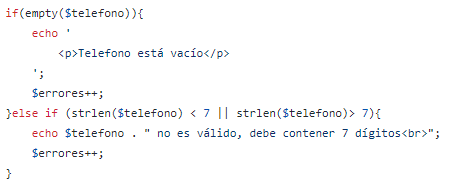 if(empty($telefono)){
    echo '
        <p>Telefono está vacío</p>
    ';
    $errores++;
}else if (strlen($telefono) < 7 || strlen($telefono)> 7){
    echo $telefono . " no es válido, debe contener 7 dígitos<br>";
    $errores++;
}